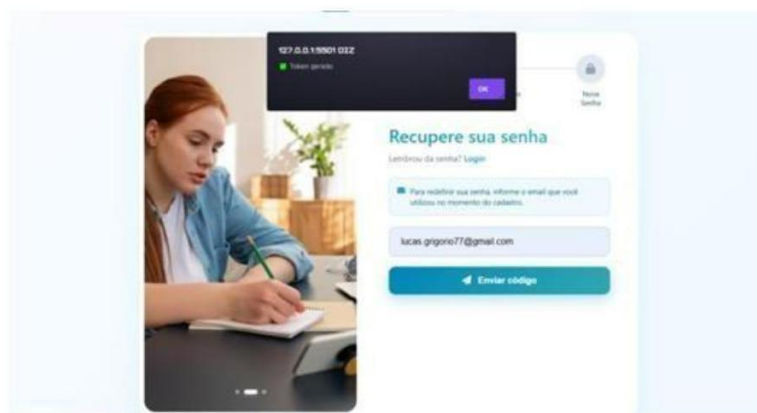 127.0.0.1:5501 DIZ
Token gerado
OK
Nova
Senha
Recupere sua senha
Lembrou da senha? Login
Para redefinir sua senha, informe o email que você
utilizou no momento do cadastro.
lucas.grigorio77@gmail.com
Enviar código